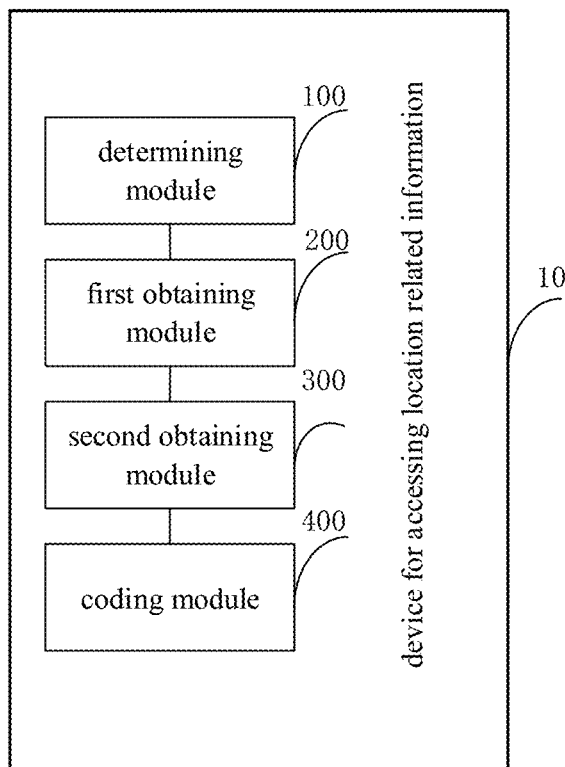 100
determining
module
200
first obtaining
module
300
second obtaining
module
400
coding module
device for accessing location related information
10